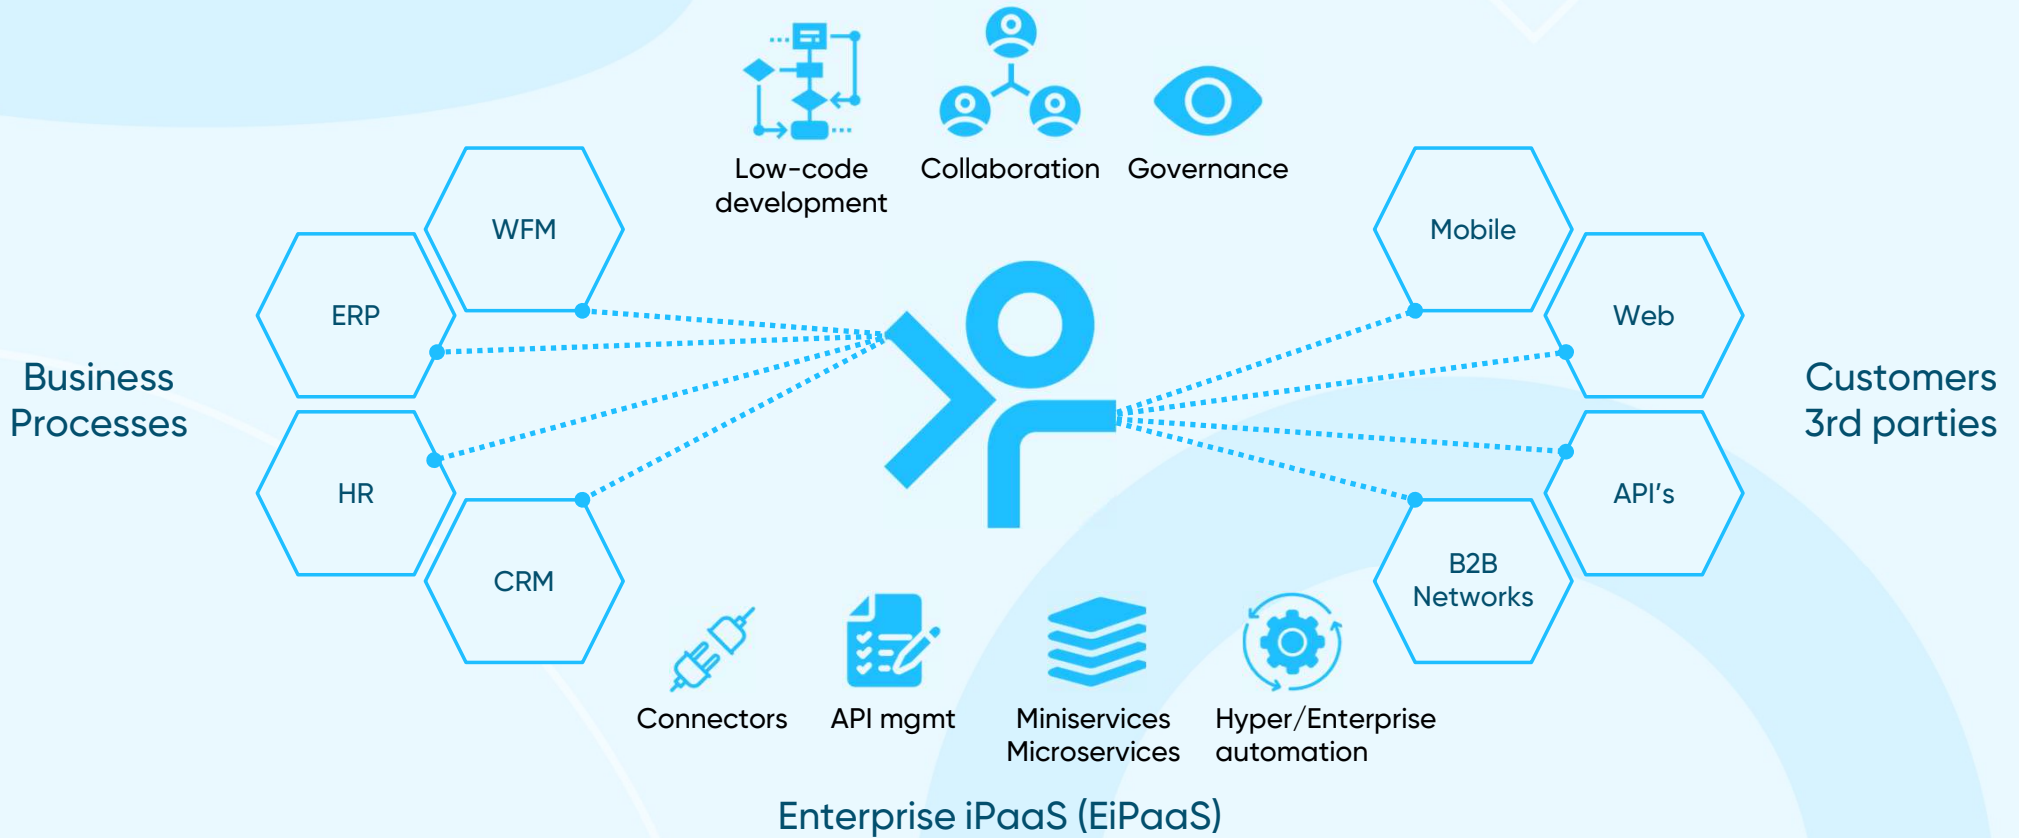 Low-code
development
Collaboration
Governance
WFM
ERP
HR
CRM
Business
Processes
Mobile
Web
API's
B2B
Networks
Customers
3rd parties
Connectors
API mgmt
Miniservices
Microservices
Hyper/Enterprise
automation
Enterprise iPaaS (EiPaaS)